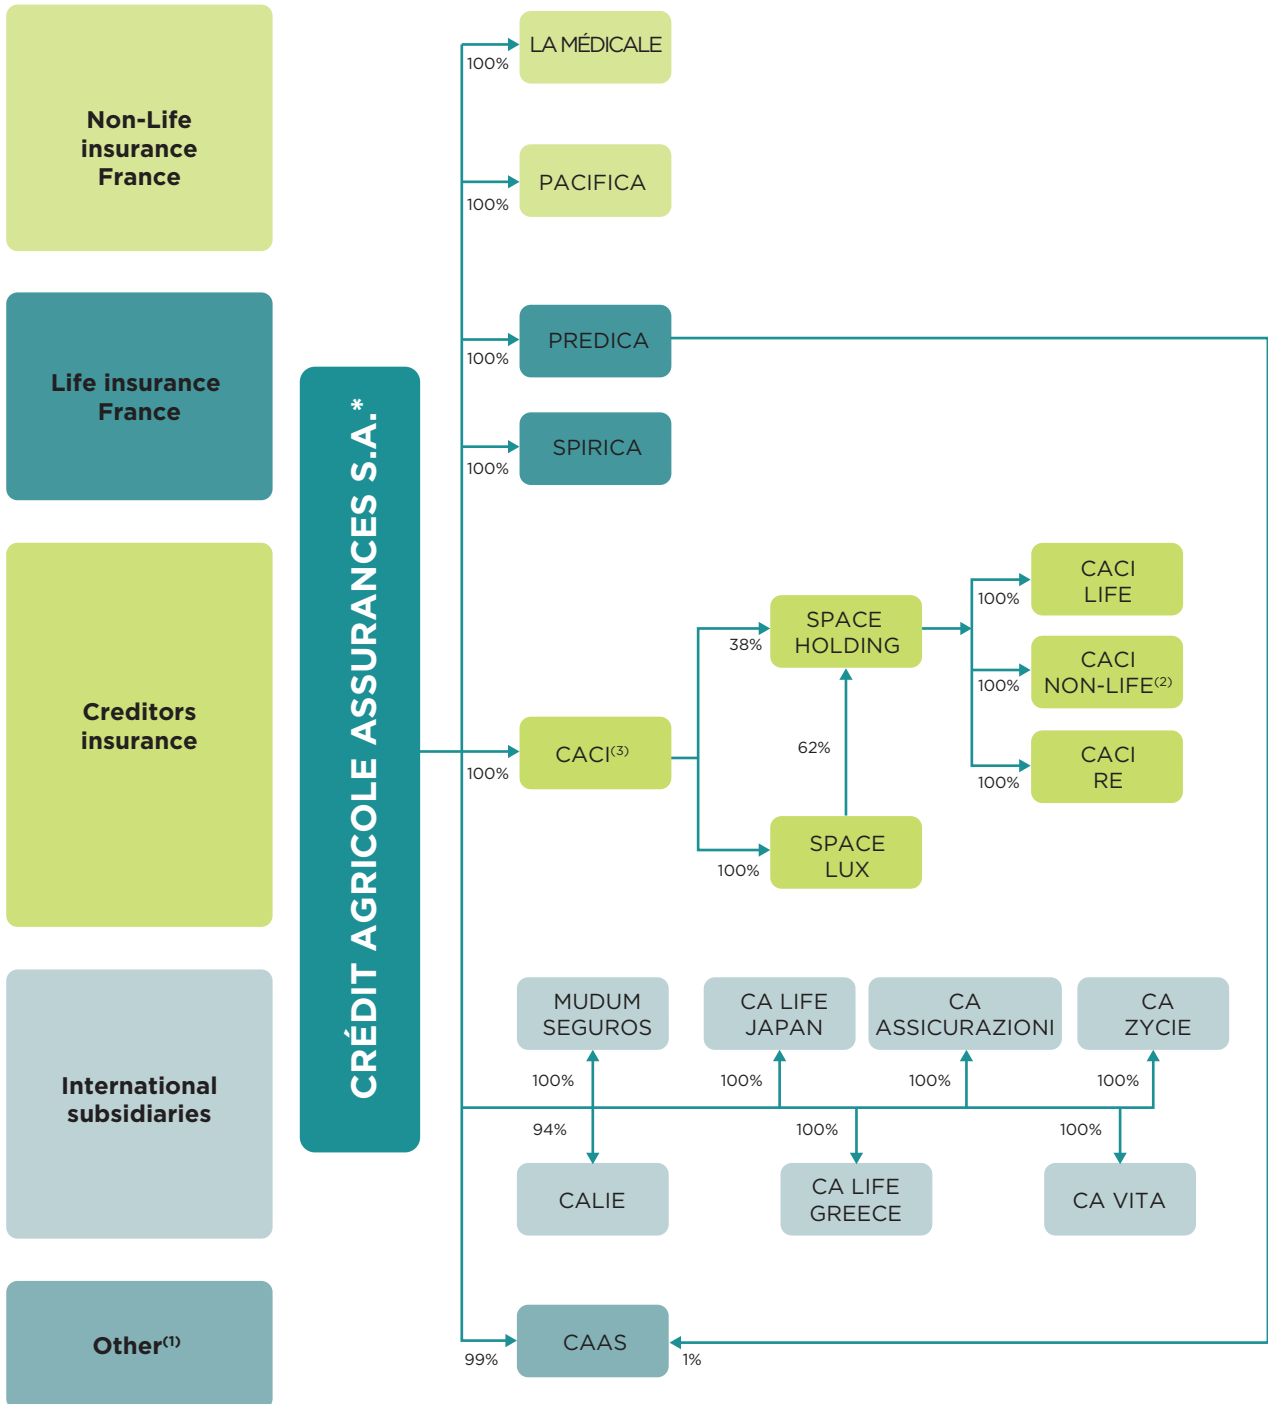 Non-Life
insurance
France
LA MÉDICALE
100%
PACIFICA
100%
Life insurance
France
PREDICA
100%
SPIRICA
100%
CRÉDIT AGRICOLE ASSURANCES S.A.*
Creditors
insurance
CACI(3)
100%
SPACE
HOLDING
38%
62%
SPACE
LUX
100%
CACI
LIFE
100%
CACI
NON-LIFE(2)
100%
CACI
RE
100%
International
subsidiaries
MUDUM
SEGUROS
CA LIFE
JAPAN
CA
ASSICURAZIONI
CA
ZYCIE
100%
100%
100%
100%
94%
100%
100%
CALIE
CA LIFE
GREECE
CA VITA
Other(1)
CAAS
99%
1%